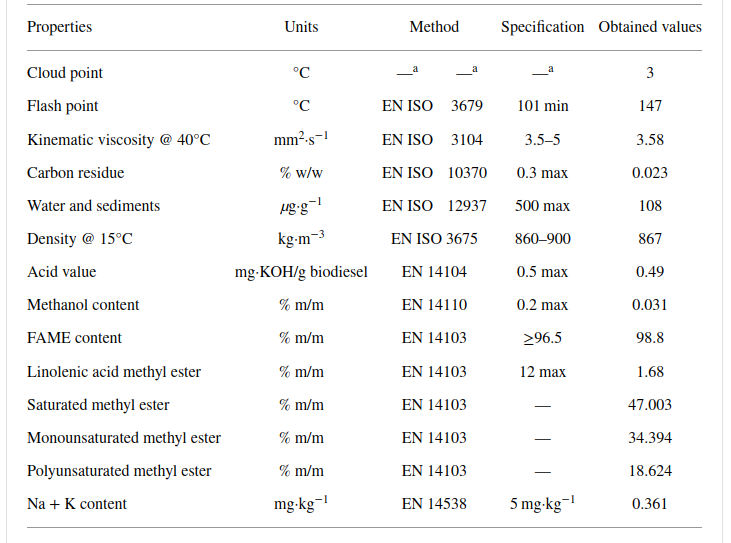 Properties Units Method Specification Obtained values
Cloud point °C —a —a —a 3
Flash point °C EN ISO 3679 101 min 147
Kinematic viscosity @ 40°C mm²·s⁻¹ EN ISO 3104 3.5–5 3.58
Carbon residue % w/w EN ISO 10370 0.3 max 0.023
Water and sediments μg·g⁻¹ EN ISO 12937 500 max 108
Density @ 15°C kg·m⁻³ EN ISO 3675 860–900 867
Acid value mg·KOH/g biodiesel EN 14104 0.5 max 0.49
Methanol content % m/m EN 14110 0.2 max 0.031
FAME content % m/m EN 14103 ≥96.5 98.8
Linolenic acid methyl ester % m/m EN 14103 12 max 1.68
Saturated methyl ester % m/m EN 14103 — 47.003
Monounsaturated methyl ester % m/m EN 14103 — 34.394
Polyunsaturated methyl ester % m/m EN 14103 — 18.624
Na + K content mg·kg⁻¹ EN 14538 5 mg·kg⁻¹ 0.361